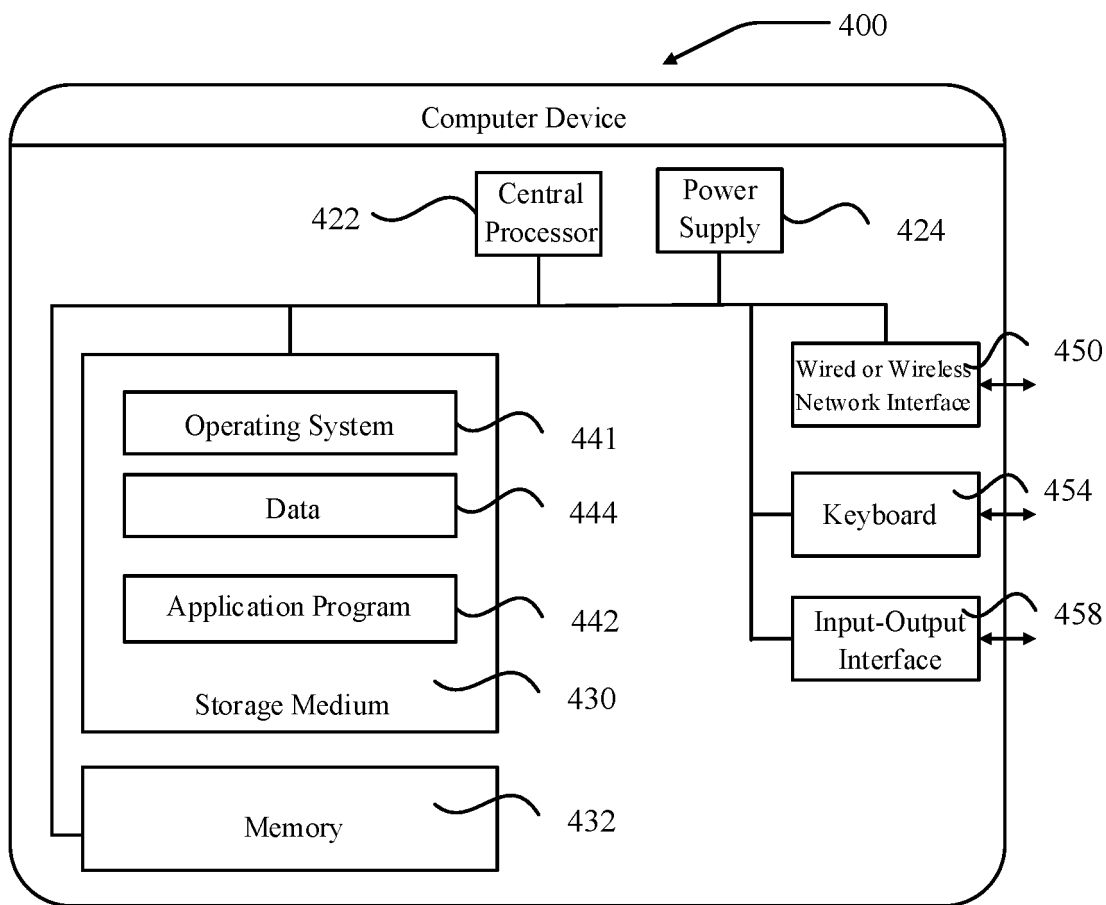 400
Computer Device
Central
Processor
422
Power
Supply
424
Wired or Wireless
Network Interface
450
Operating System
441
Keyboard
454
Data
444
Application Program
442
Input-Output
Interface
458
Storage Medium
430
Memory
432